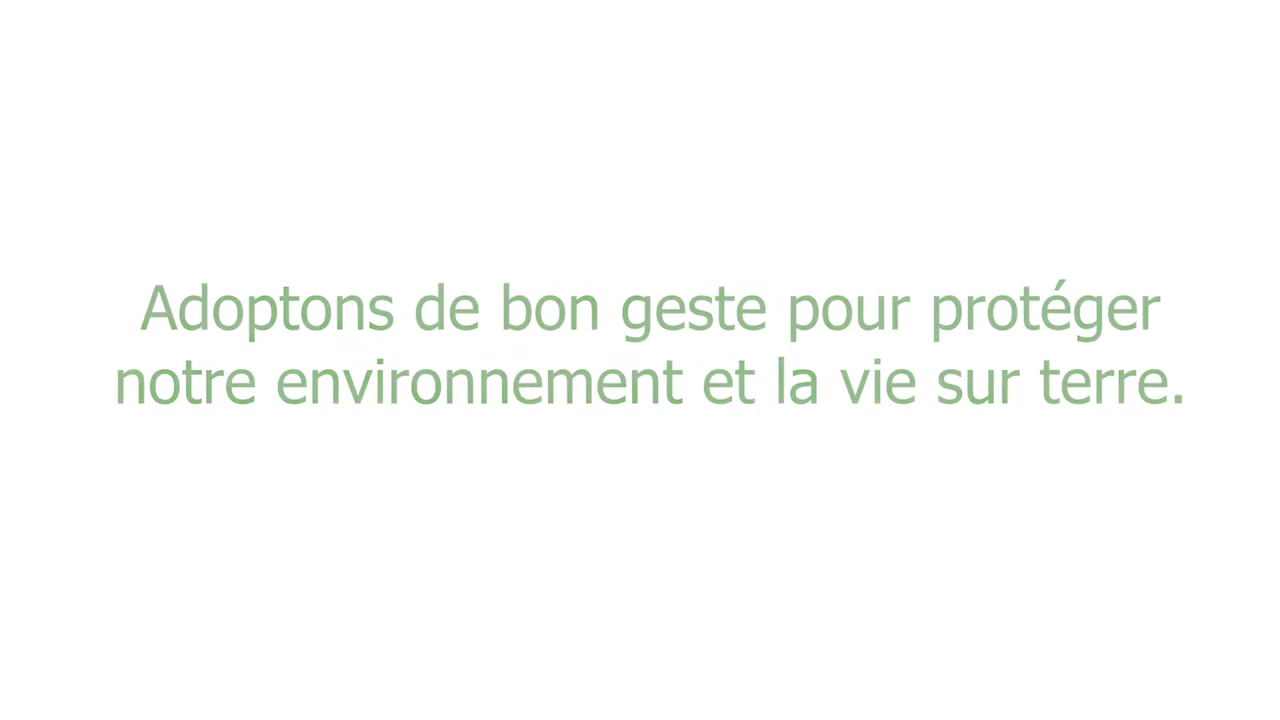 Adoptons de bon geste pour protéger
notre environnement et la vie sur terre.